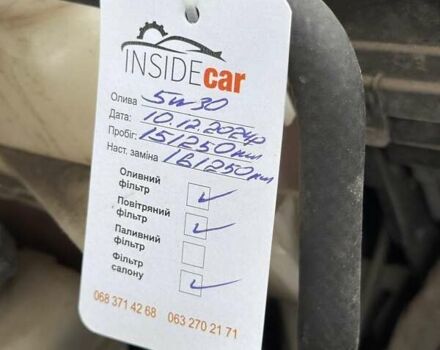 INSIDEcar
Олива 5w30
Дата: 10.12.2024р
Пробіг: 151250км
Наст. заміна 161250км
Оливний фільтр ✓
Повітряний фільтр ✓
Паливний фільтр
Фільтр салону ✓
068 371 42 68 063 270 21 71